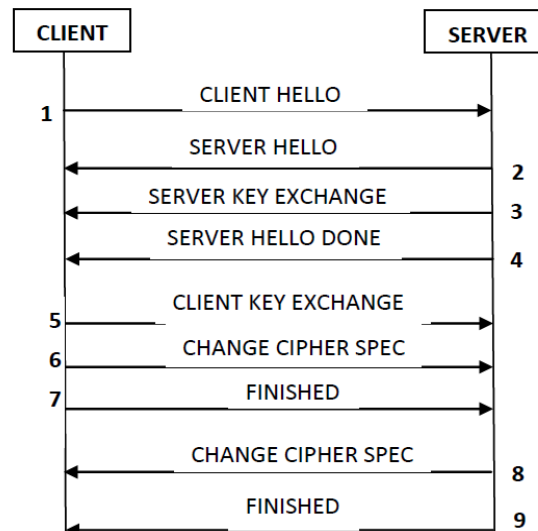 CLIENT
SERVER
CLIENT HELLO
1
SERVER HELLO
2
SERVER KEY EXCHANGE
3
SERVER HELLO DONE
4
CLIENT KEY EXCHANGE
5
CHANGE CIPHER SPEC
6
FINISHED
7
CHANGE CIPHER SPEC
8
FINISHED
9